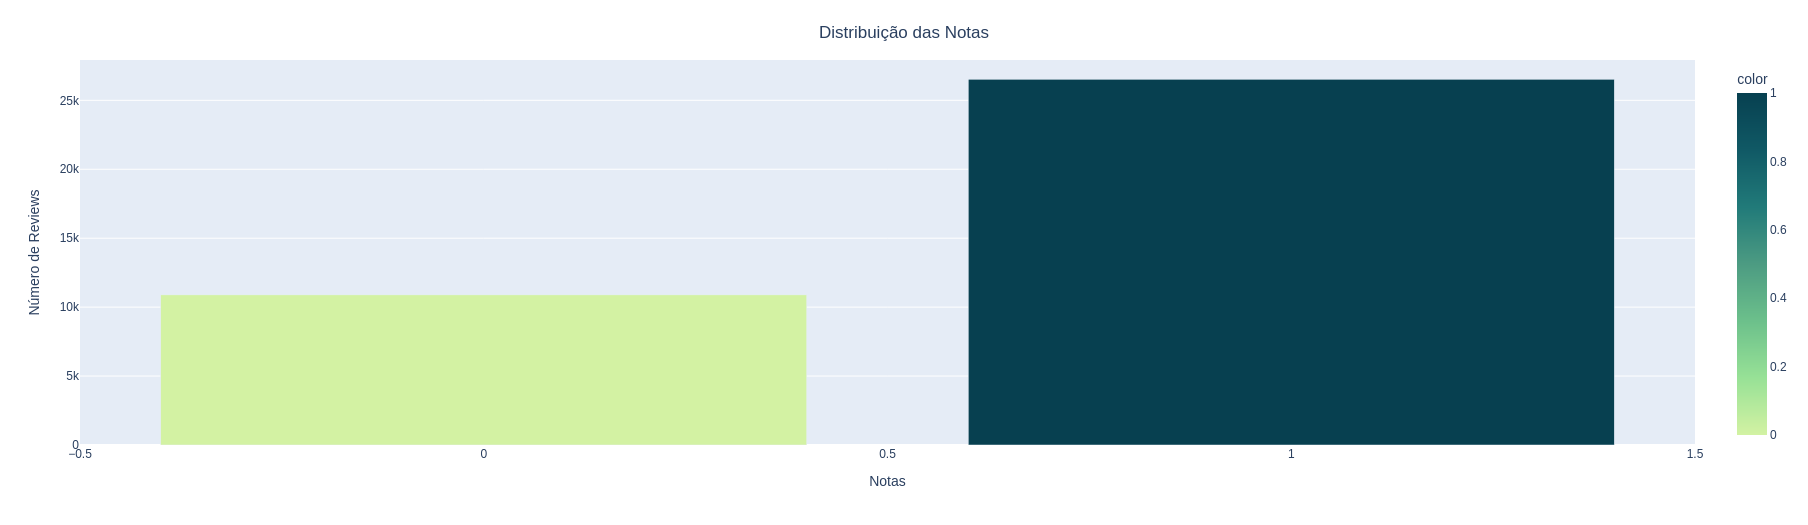 Distribuição das Notas
Número de Reviews
25k
20k
15k
10k
5k
0
−0.5
0
0.5
1
1.5
Notas
color
1
0.8
0.6
0.4
0.2
0